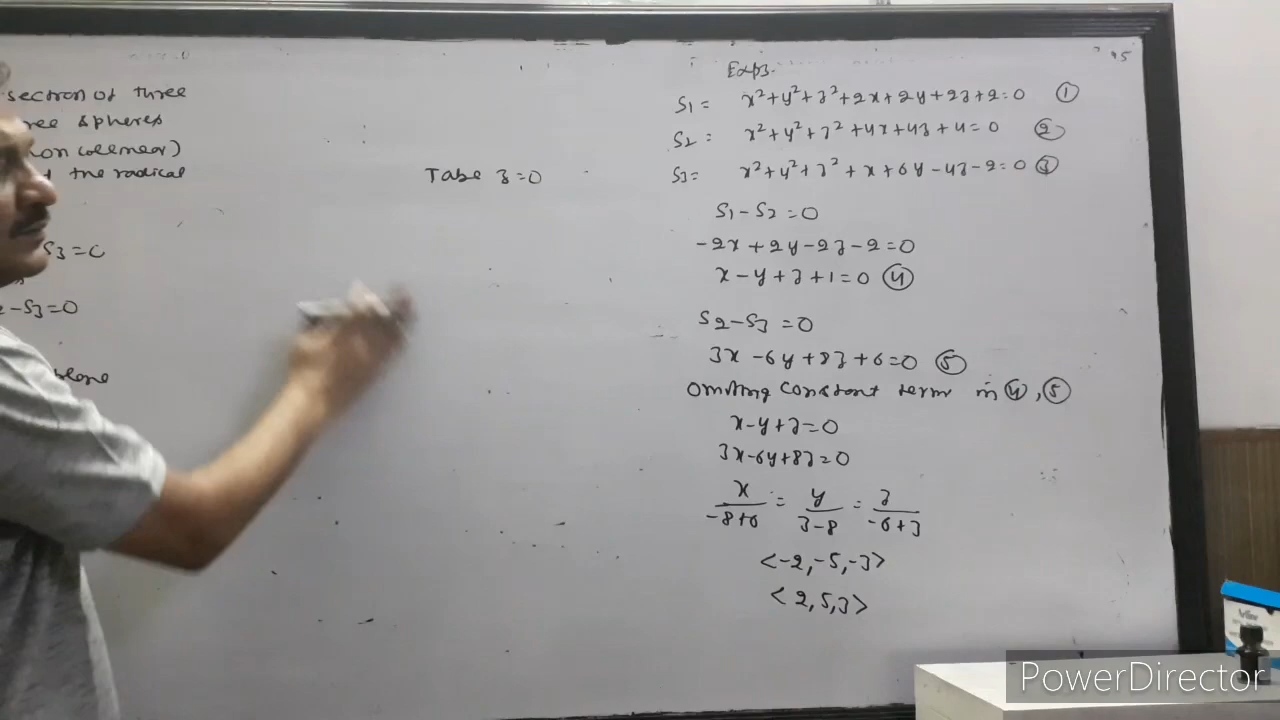 section of three
ree spheres
on collinear)
the radical
S3=C
-S3=0
plane
Take z=0
Exp3.
S1= x²+y²+z²+2x+2y+2z+2=0 ①
S2= x²+y²+z²+4x+4z+4=0 ②
S3= x²+y²+z²+x+6y-4z-2=0 ③
S1-S2=0
-2x+2y-2z-2=0
x-y+z+1=0 ④
S2-S3=0
3x-6y+8z+6=0 ⑤
Omitting constant term in ④,⑤
x-y+z=0
3x-6y+8z=0
x/-8+6 = y/3-8 = z/-6+3
<-2,-5,-3>
<2,5,3>
PowerDirector